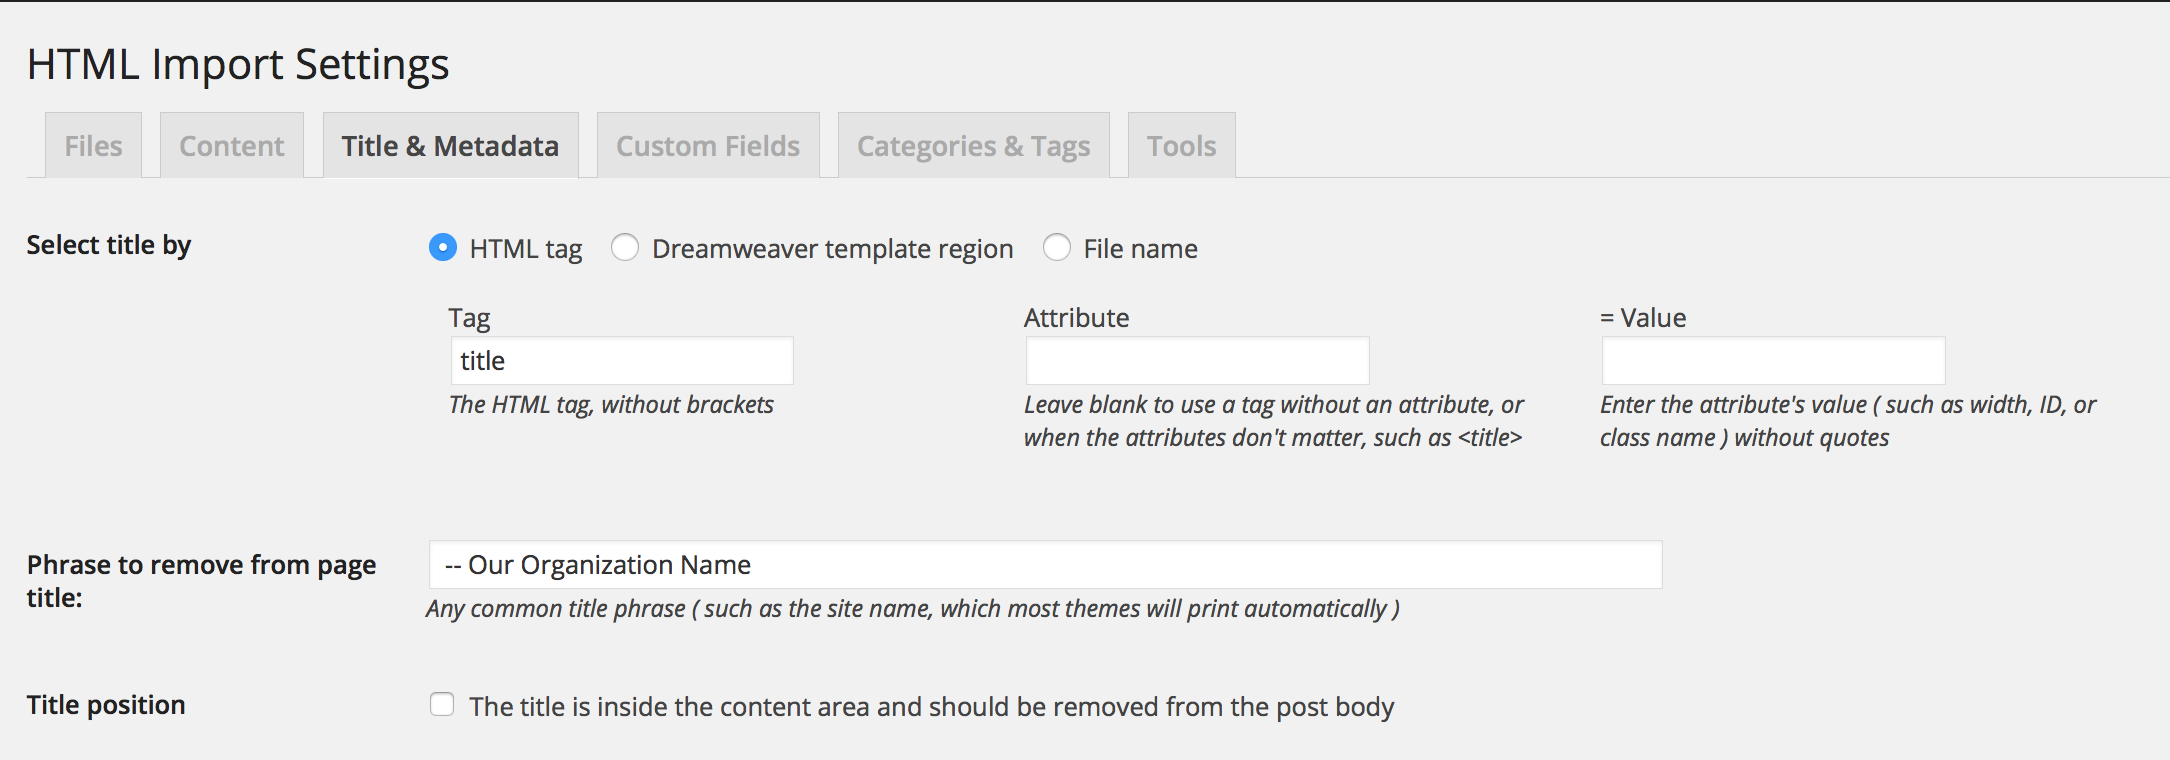 HTML Import Settings
Files Content Title & Metadata Custom Fields Categories & Tags Tools
Select title by HTML tag Dreamweaver template region File name
Tag Attribute = Value
title
The HTML tag, without brackets Leave blank to use a tag without an attribute, or Enter the attribute's value ( such as width, ID, or
when the attributes don't matter, such as <title> class name ) without quotes
Phrase to remove from page -- Our Organization Name
title:
Any common title phrase ( such as the site name, which most themes will print automatically )
Title position The title is inside the content area and should be removed from the post body